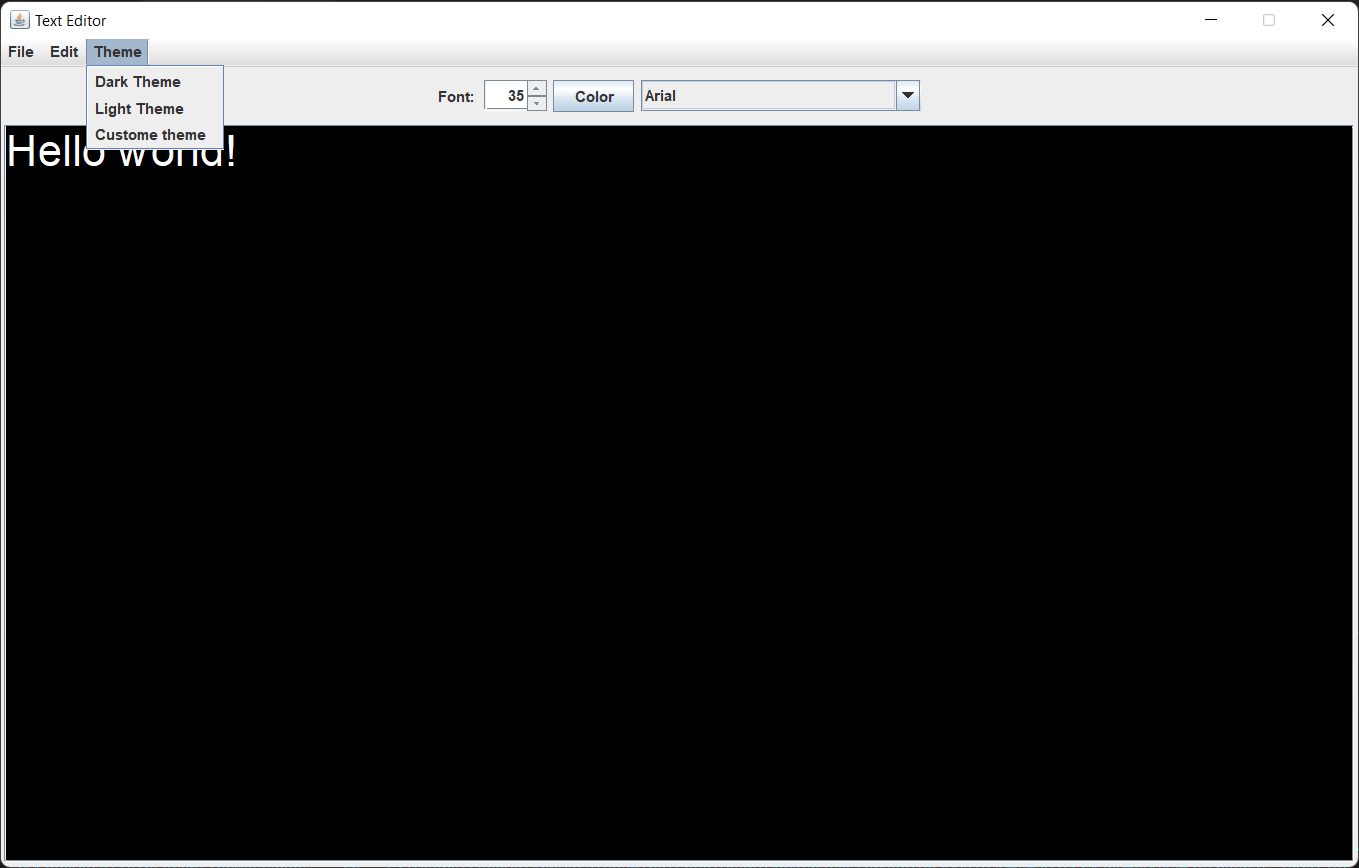 Text Editor
File Edit Theme
Dark Theme
Light Theme
Custome theme
Font: 35 Color Arial
Hello world!